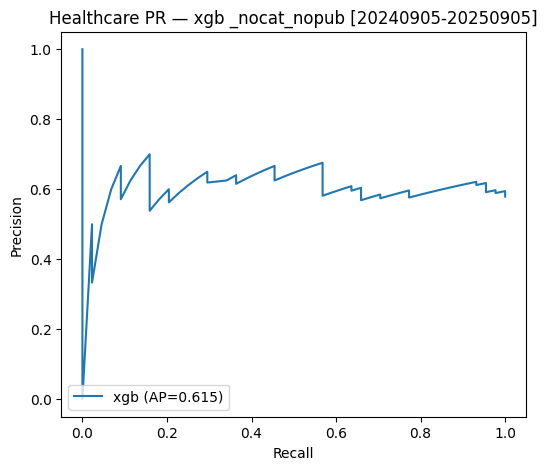 Healthcare PR — xgb _nocat_nopub [20240905-20250905]
1.0
0.8
0.6
0.4
0.2
0.0
Precision
xgb (AP=0.615)
0.0 0.2 0.4 0.6 0.8 1.0
Recall